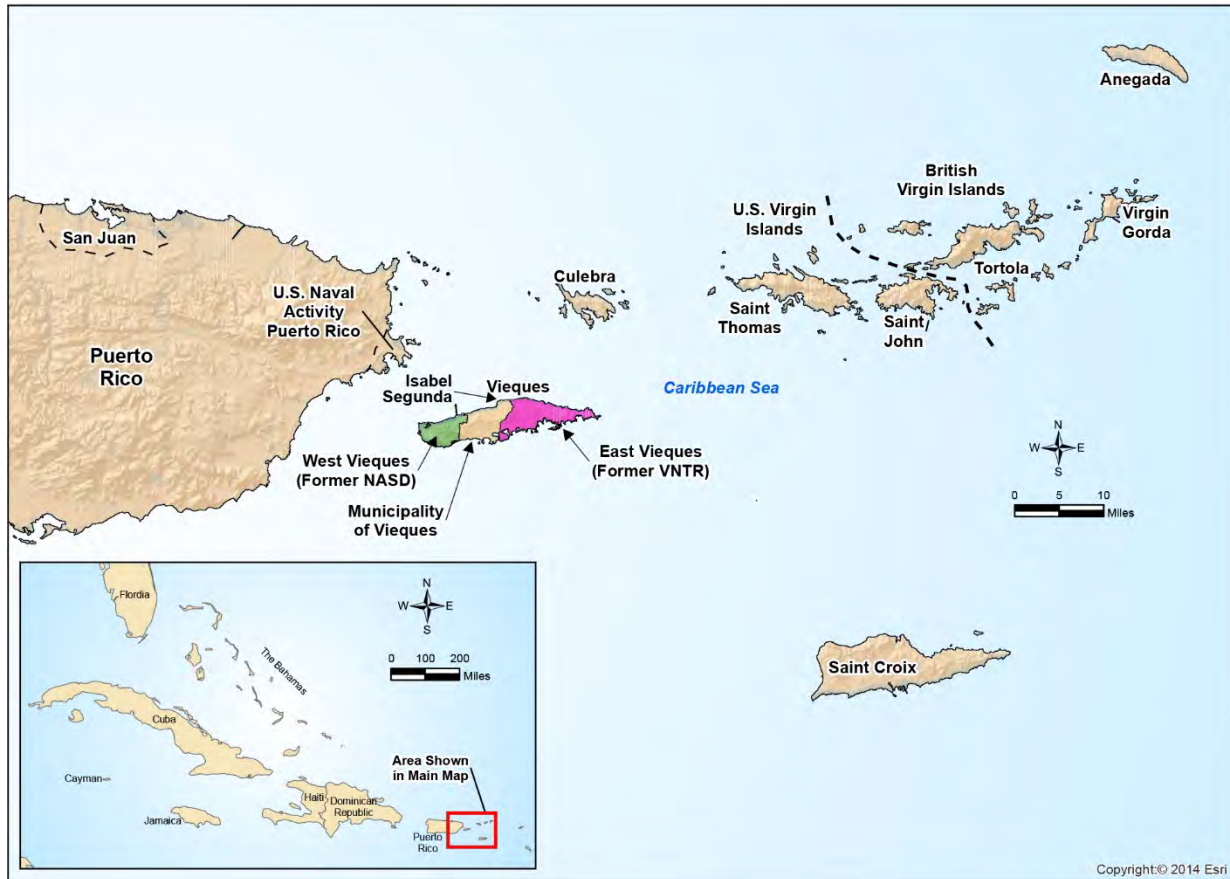 Anegada
British
Virgin Islands
U.S. Virgin
Islands
Virgin
Gorda
San Juan
Culebra
Tortola
U.S. Naval
Activity
Puerto Rico
Saint
Thomas
Saint
John
Puerto
Rico
Isabel
Segunda
Vieques
Caribbean Sea
West Vieques
(Former NASD)
East Vieques
(Former VNTR)
Municipality
of Vieques
N
W E
S
0 5 10
Miles
Saint Croix
Flordia
N
W E
S
0 100 200
Miles
The Bahamas
Cuba
Cayman
Jamaica
Haiti
Dominican
Republic
Puerto
Rico
Area Shown
in Main Map
Copyright:© 2014 Esri